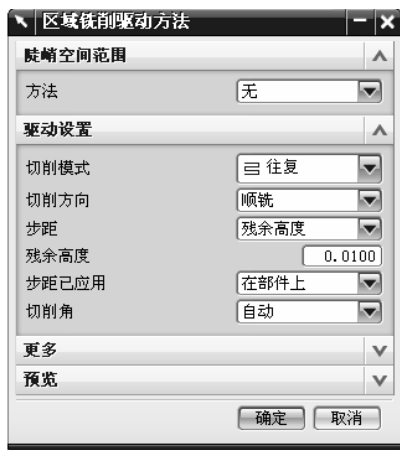 区域铣削驱动方法
陡峭空间范围
方法 无
驱动设置
切削模式 往复
切削方向 顺铣
步距 残余高度
残余高度 0.0100
步距已应用 在部件上
切削角 自动
更多
预览
确定 取消